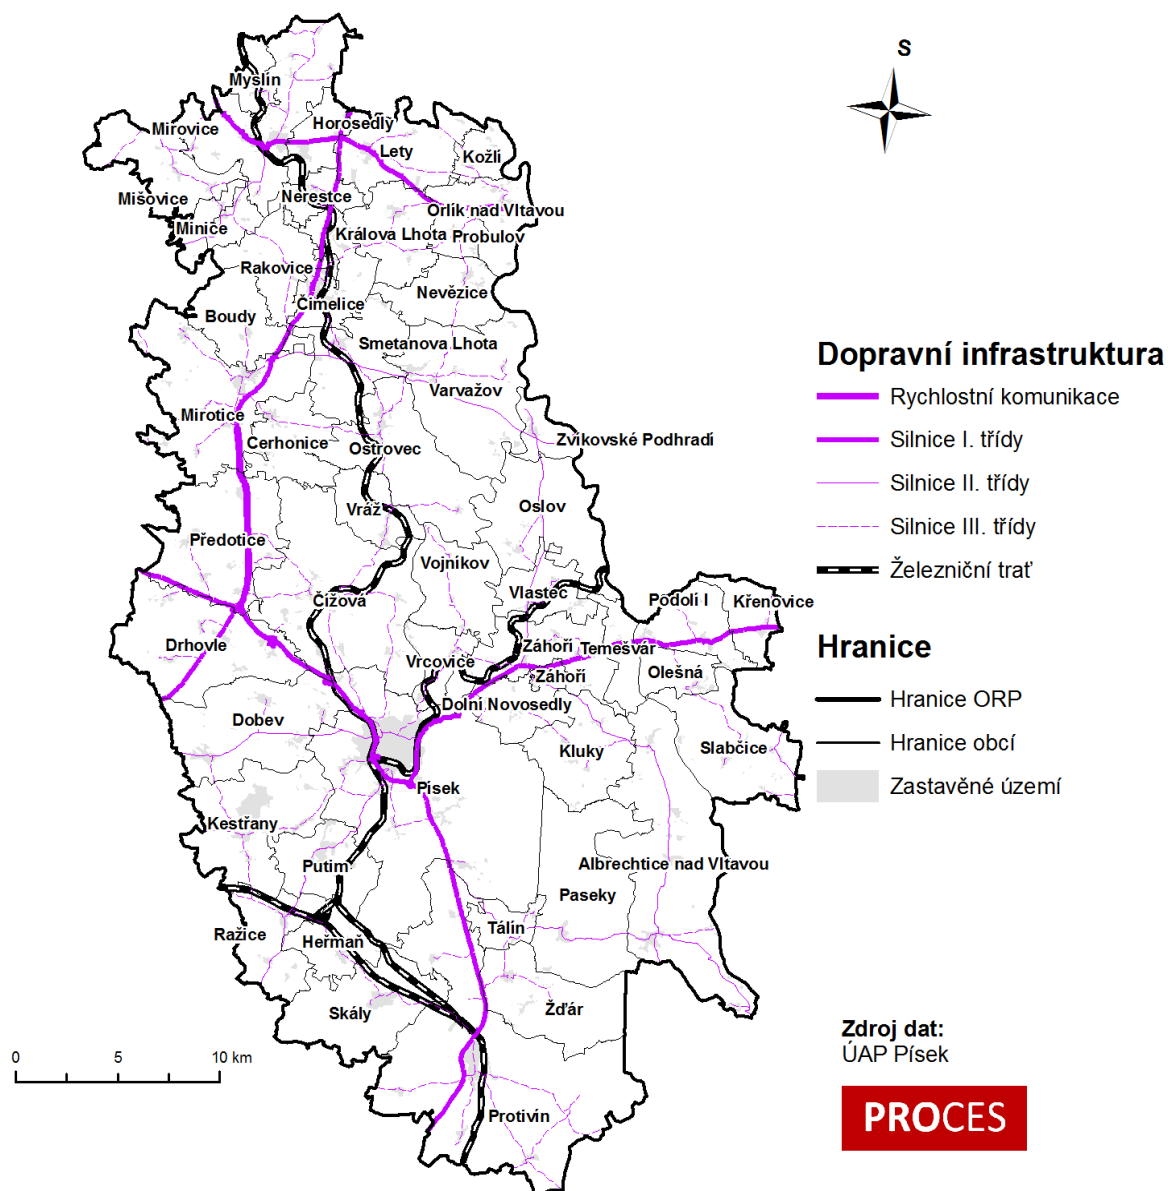 S
Myslín
Mirovice
Horosedly
Lety
Kožlí
Mišovice
Nerestce
Orlík nad Vltavou
Minice
Králova Lhota
Probulov
Rakovice
Nevězice
Čimelice
Boudy
Smetanova Lhota
Varvažov
Mirotice
Cerhonice
Zvíkovské Podhradí
Ostrovec
Vráž
Oslov
Předotice
Vojníkov
Vlastec
Podolí I
Křenovice
Čížová
Drhovle
Záhoří
Temešvár
Vrcovice
Záhoří
Olešná
Dolní Novosedly
Dobev
Kluky
Slabčice
Písek
Kestřany
Putim
Albrechtice nad Vltavou
Paseky
Ražice
Heřmaň
Tálín
Skály
Žďár
Protivín
Dopravní infrastruktura
Rychlostní komunikace
Silnice I. třídy
Silnice II. třídy
Silnice III. třídy
Železniční trať
Hranice
Hranice ORP
Hranice obcí
Zastavěné území
0 5 10 km
Zdroj dat:
ÚAP Písek
PROCES